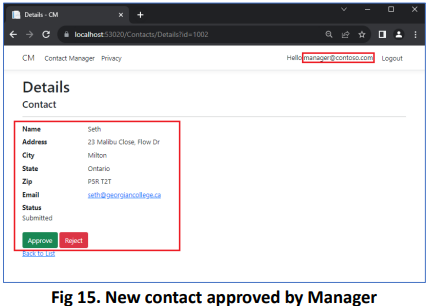 Details - CM
localhost:53020/Contacts/Details?id=1002
CM Contact Manager Privacy Hello manager@contoso.com! Logout
Details
Contact
Name Seth
Address 23 Malibu Close, Flow Dr
City Milton
State Ontario
Zip P5R T2T
Email seth@georgiancollege.ca
Status
Submitted
Approve Reject
Back to List
Fig 15. New contact approved by Manager